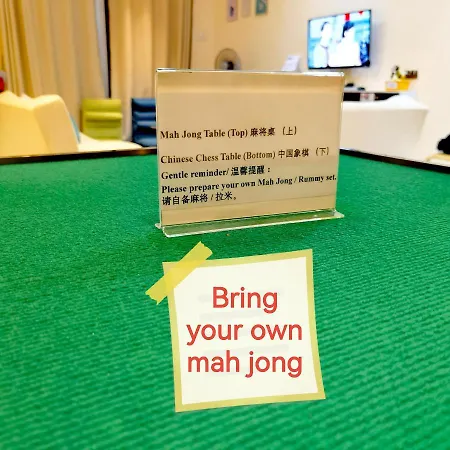 Mah Jong Table (Top) 麻将桌 （上）
Chinese Chess Table (Bottom) 中国象棋 （下）
Gentle reminder/ 温馨提醒：
Please prepare your own Mah Jong / Rummy set.
请自备麻将 / 拉米。
Bring
your own
mah jong